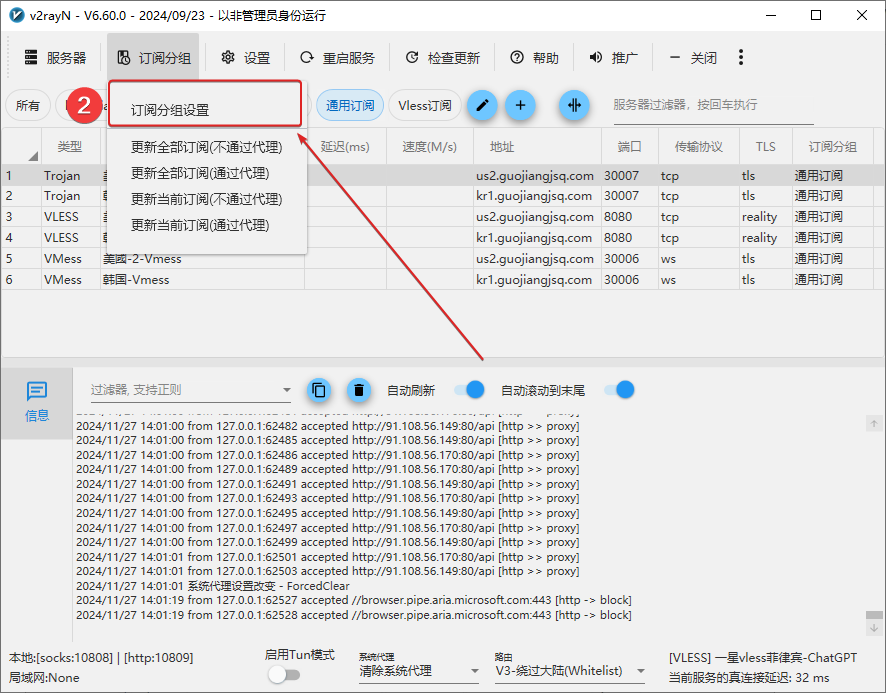 v2rayN - V6.60.0 - 2024/09/23 - 以非管理员身份运行
服务器 订阅分组 设置 重启服务 检查更新 帮助 推广 关闭
所有 2 通用订阅 Vless订阅 服务器过滤器，按回车执行
订阅分组设置
更新全部订阅(不通过代理)
更新全部订阅(通过代理)
更新当前订阅(不通过代理)
更新当前订阅(通过代理)
类型 延迟(ms) 速度(M/s) 地址 端口 传输协议 TLS 订阅分组
1 Trojan us2.guojiangjsq.com 30007 tcp tls 通用订阅
2 Trojan kr1.guojiangjsq.com 30007 tcp tls 通用订阅
3 VLESS us2.guojiangjsq.com 8080 tcp reality 通用订阅
4 VLESS kr1.guojiangjsq.com 8080 tcp reality 通用订阅
5 VMess 美國-2-Vmess us2.guojiangjsq.com 30006 ws tls 通用订阅
6 VMess 韩国-Vmess kr1.guojiangjsq.com 30006 ws tls 通用订阅
信息
过滤器, 支持正则 自动刷新 自动滚动到末尾
2024/11/27 14:01:00 from 127.0.0.1:62482 accepted http://91.108.56.149:80/api [http >> proxy]
2024/11/27 14:01:00 from 127.0.0.1:62485 accepted http://91.108.56.149:80/api [http >> proxy]
2024/11/27 14:01:00 from 127.0.0.1:62486 accepted http://91.108.56.170:80/api [http >> proxy]
2024/11/27 14:01:00 from 127.0.0.1:62489 accepted http://91.108.56.170:80/api [http >> proxy]
2024/11/27 14:01:00 from 127.0.0.1:62491 accepted http://91.108.56.149:80/api [http >> proxy]
2024/11/27 14:01:00 from 127.0.0.1:62493 accepted http://91.108.56.170:80/api [http >> proxy]
2024/11/27 14:01:00 from 127.0.0.1:62495 accepted http://91.108.56.149:80/api [http >> proxy]
2024/11/27 14:01:00 from 127.0.0.1:62497 accepted http://91.108.56.170:80/api [http >> proxy]
2024/11/27 14:01:00 from 127.0.0.1:62499 accepted http://91.108.56.149:80/api [http >> proxy]
2024/11/27 14:01:01 from 127.0.0.1:62501 accepted http://91.108.56.170:80/api [http >> proxy]
2024/11/27 14:01:01 from 127.0.0.1:62503 accepted http://91.108.56.149:80/api [http >> proxy]
2024/11/27 14:01:01 系统代理设置改变 - ForcedClear
2024/11/27 14:01:19 from 127.0.0.1:62527 accepted //browser.pipe.aria.microsoft.com:443 [http -> block]
2024/11/27 14:01:19 from 127.0.0.1:62528 accepted //browser.pipe.aria.microsoft.com:443 [http -> block]
本地:[socks:10808] | [http:10809]
局域网:None
启用Tun模式
系统代理
清除系统代理
路由
V3-绕过大陆(Whitelist)
[VLESS] 一星vless菲律宾-ChatGPT
当前服务的真连接延迟: 32 ms